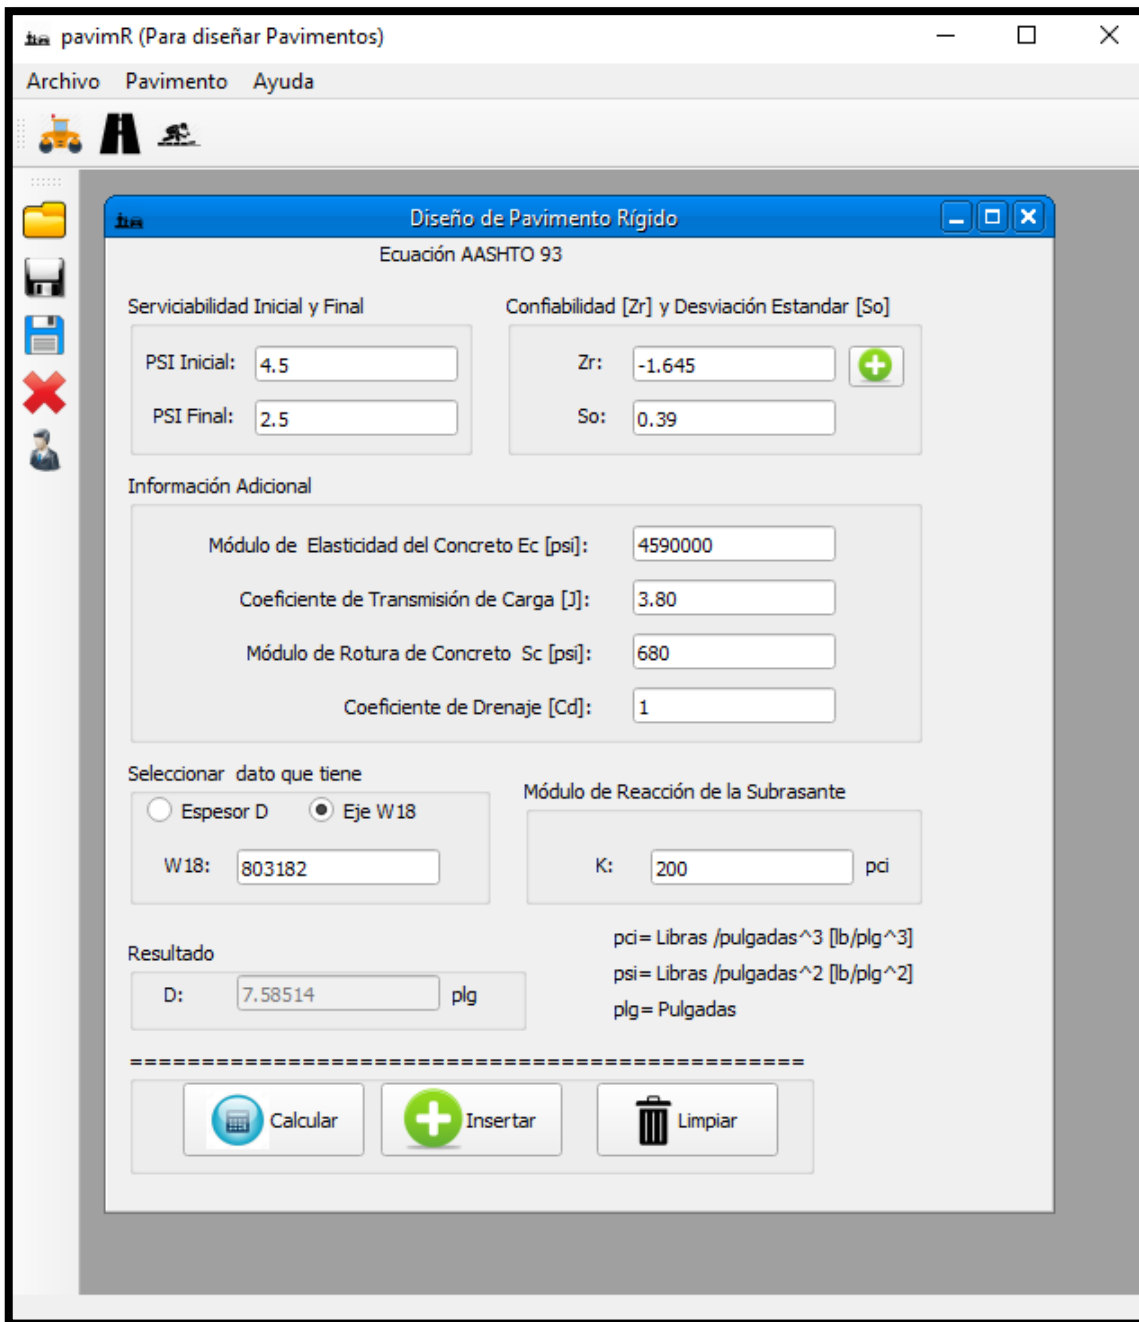 pavimR (Para diseñar Pavimentos)
Archivo Pavimento Ayuda
Diseño de Pavimento Rígido
Ecuación AASHTO 93
Serviciabilidad Inicial y Final
PSI Inicial: 4.5
PSI Final: 2.5
Confiabilidad [Zr] y Desviación Estandar [So]
Zr: -1.645
So: 0.39
Información Adicional
Módulo de Elasticidad del Concreto Ec [psi]: 4590000
Coeficiente de Transmisión de Carga [J]: 3.80
Módulo de Rotura de Concreto Sc [psi]: 680
Coeficiente de Drenaje [Cd]: 1
Seleccionar dato que tiene
Espesor D Eje W18
W18: 803182
Módulo de Reacción de la Subrasante
K: 200 pci
Resultado
D: 7.58514 plg
pci= Libras /pulgadas^3 [lb/plg^3]
psi= Libras /pulgadas^2 [lb/plg^2]
plg= Pulgadas
===============================================
Calcular Insertar Limpiar